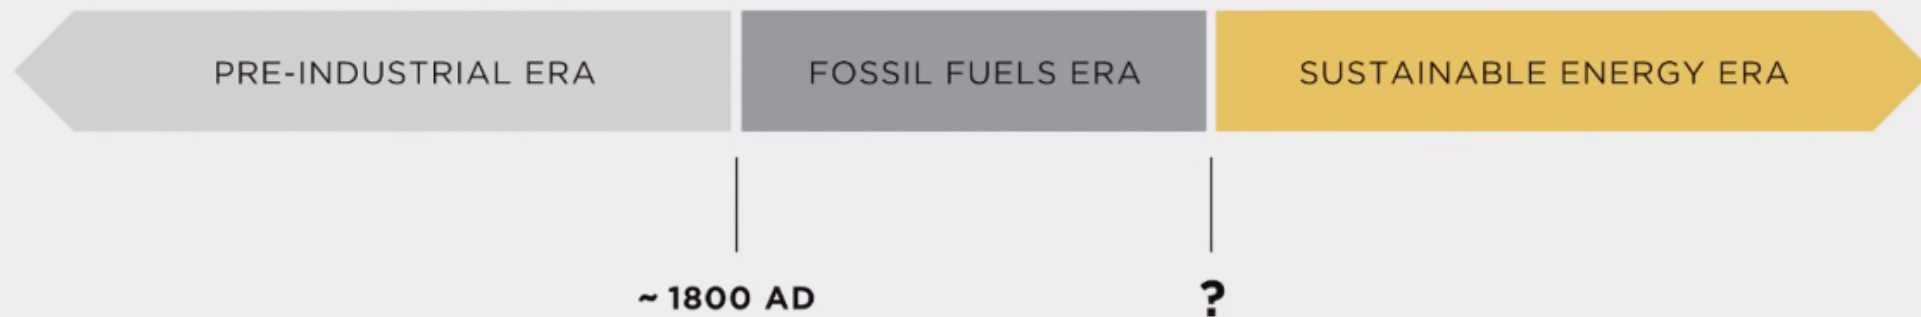 PRE-INDUSTRIAL ERA
FOSSIL FUELS ERA
SUSTAINABLE ENERGY ERA
~ 1800 AD
?